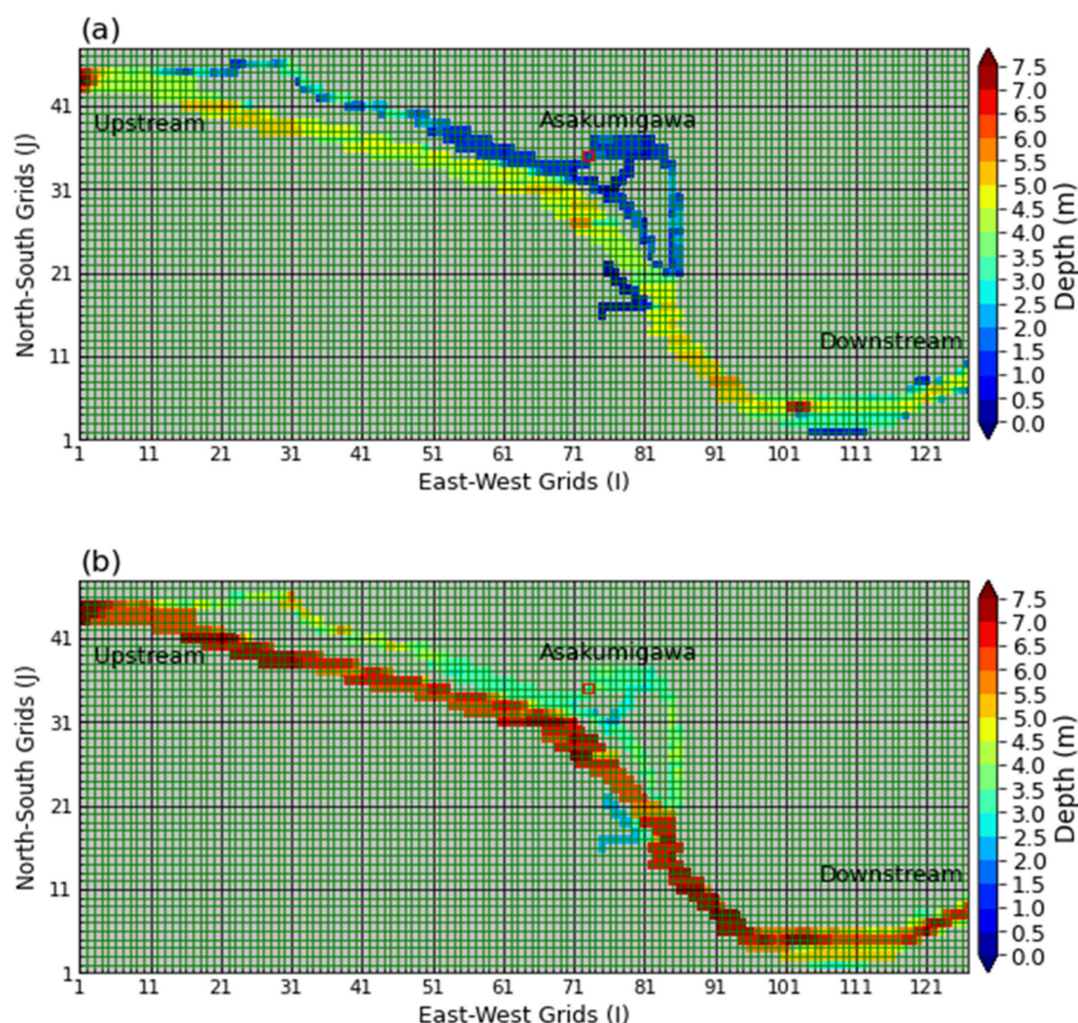 (a)
North-South Grids (J)
41
31
21
11
1
Upstream
Asakumigawa
Downstream
1 11 21 31 41 51 61 71 81 91 101 111 121
East-West Grids (I)
7.5
7.0
6.5
6.0
5.5
5.0
4.5
4.0
3.5
3.0
2.5
2.0
1.5
1.0
0.5
0.0
Depth (m)
(b)
North-South Grids (J)
41
31
21
11
1
Upstream
Asakumigawa
Downstream
1 11 21 31 41 51 61 71 81 91 101 111 121
East-West Grids (I)
7.5
7.0
6.5
6.0
5.5
5.0
4.5
4.0
3.5
3.0
2.5
2.0
1.5
1.0
0.5
0.0
Depth (m)